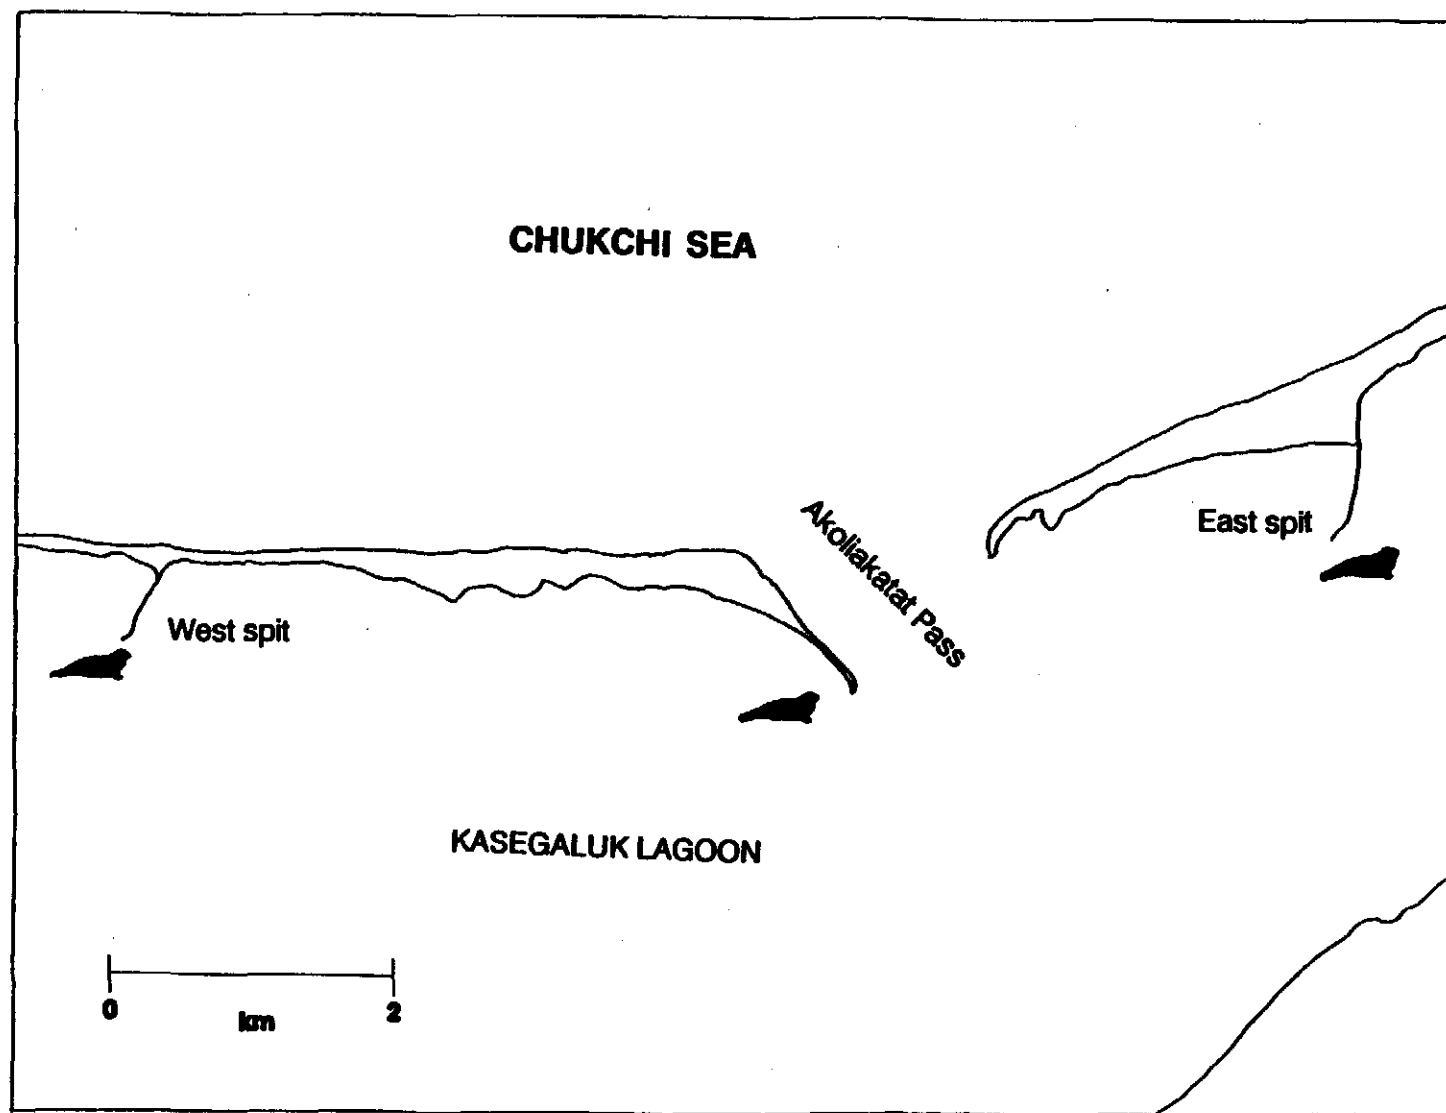 CHUKCHI SEA
Akoliakatat Pass
East spit
West spit
KASEGALUK LAGOON
0 2
km